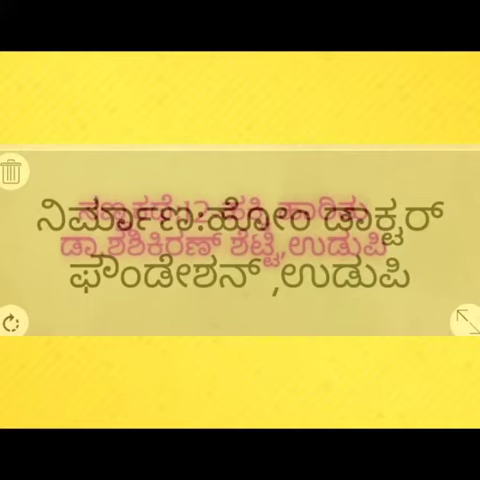 ನಿರ್ಮಾಣ:ಹೋಂ ಡಾಕ್ಟರ್
ಡಾ.ಶಶಿಕಿರಣ್ ಶೆಟ್ಟಿ,ಉಡುಪಿ
ಫೌಂಡೇಶನ್ ,ಉಡುಪಿ